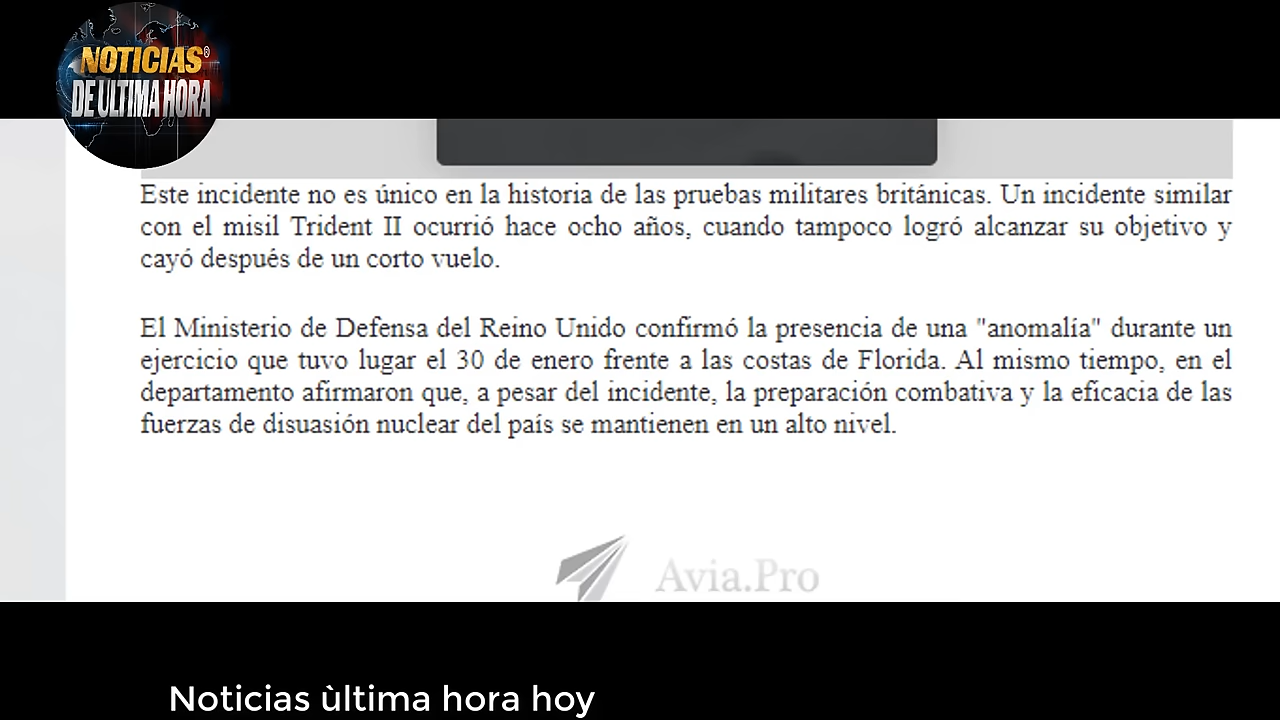 NOTICIAS®
DE ULTIMA HORA
Este incidente no es único en la historia de las pruebas militares británicas. Un incidente similar
con el misil Trident II ocurrió hace ocho años, cuando tampoco logró alcanzar su objetivo y
cayó después de un corto vuelo.
El Ministerio de Defensa del Reino Unido confirmó la presencia de una "anomalía" durante un
ejercicio que tuvo lugar el 30 de enero frente a las costas de Florida. Al mismo tiempo, en el
departamento afirmaron que, a pesar del incidente, la preparación combativa y la eficacia de las
fuerzas de disuasión nuclear del país se mantienen en un alto nivel.
Avia.Pro
Noticias ùltima hora hoy